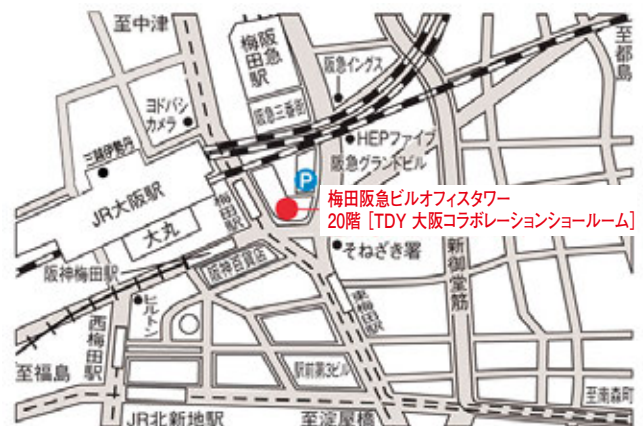 至中津
阪急
梅田駅
阪急イングス
至都島
阪急三番街
ヨドバシ
カメラ
HEPファイブ
三越伊勢丹
阪急グランドビル
P
JR大阪駅
梅田駅
梅田阪急ビルオフィスタワー
20階 [TDY 大阪コラボレーションショールーム]
大丸
そねざき署
新御堂筋
阪神梅田駅
阪神百貨店
ヒルトン
東梅田駅
西梅田駅
駅前第3ビル
至福島
至南森町
JR北新地駅
至淀屋橋